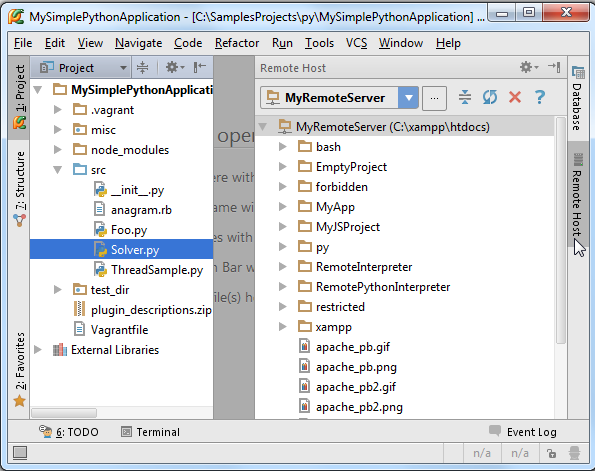 MySimplePythonApplication - [C:\SamplesProjects\py\MySimplePythonApplication] ...
File Edit View Navigate Code Refactor Run Tools VCS Window Help
1: Project
7: Structure
2: Favorites
Project
MySimplePythonApplicati
.vagrant
misc
node_modules
src
__init__.py
anagram.rb
Foo.py
Solver.py
ThreadSample.py
test_dir
plugin_descriptions.zip
Vagrantfile
External Libraries
open
ere with
ame wi
es with
n Bar w
file(s) h
Remote Host
MyRemoteServer ...
MyRemoteServer (C:\xampp\htdocs)
bash
EmptyProject
forbidden
MyApp
MyJSProject
py
RemoteInterpreter
RemotePythonInterpreter
restricted
xampp
apache_pb.gif
apache_pb.png
apache_pb2.gif
apache_pb2.png
Database
Remote Host
6: TODO Terminal Event Log
n/a n/a